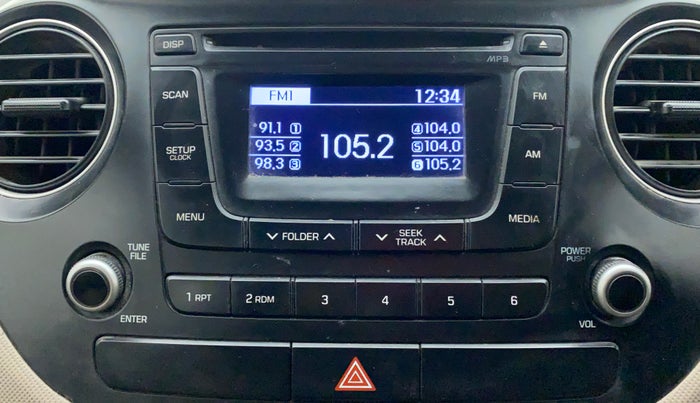 DISP
MP3
SCAN
FM1 12:34
FM
91.1 1
4 104.0
93.5 2
105.2
5 104.0
98.3 3
6 105.2
SETUP
CLOCK
AM
MENU
MEDIA
FOLDER
SEEK
TRACK
TUNE
FILE
POWER
PUSH
1 RPT
2 RDM
3
4
5
6
ENTER
VOL